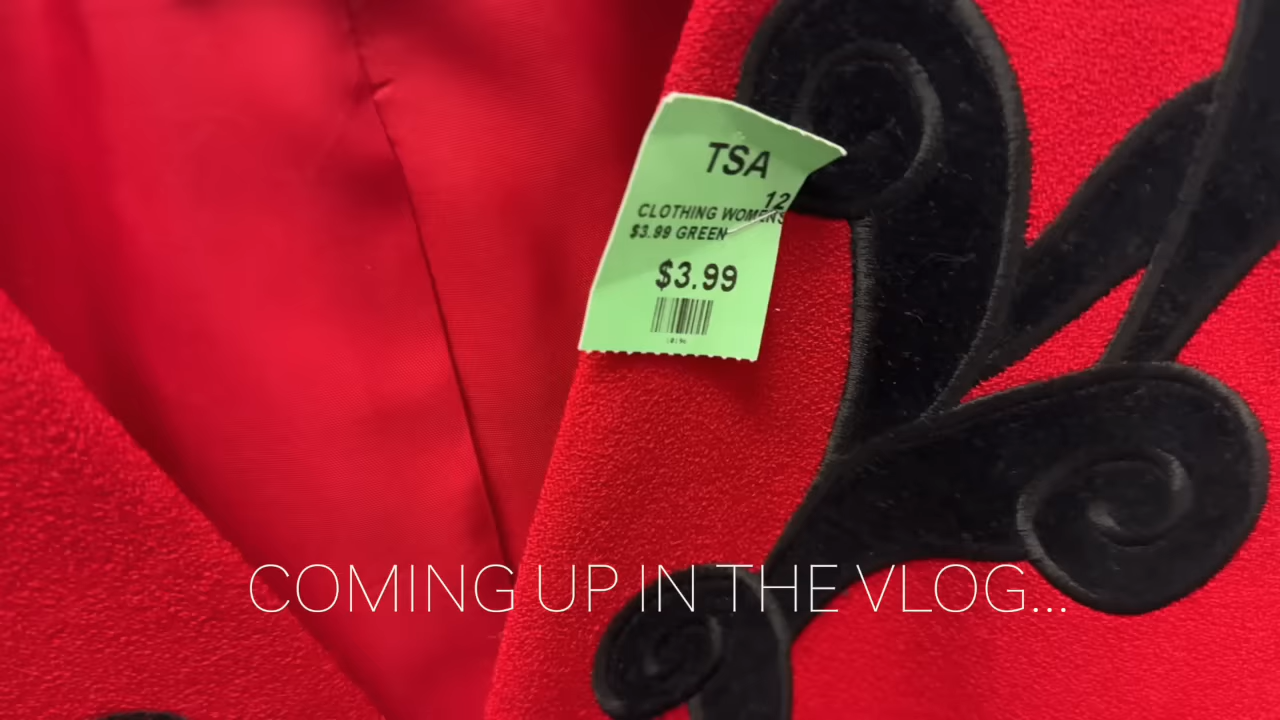 TSA
12
CLOTHING WOMENS
$3.99 GREEN
$3.99
COMING UP IN THE VLOG...